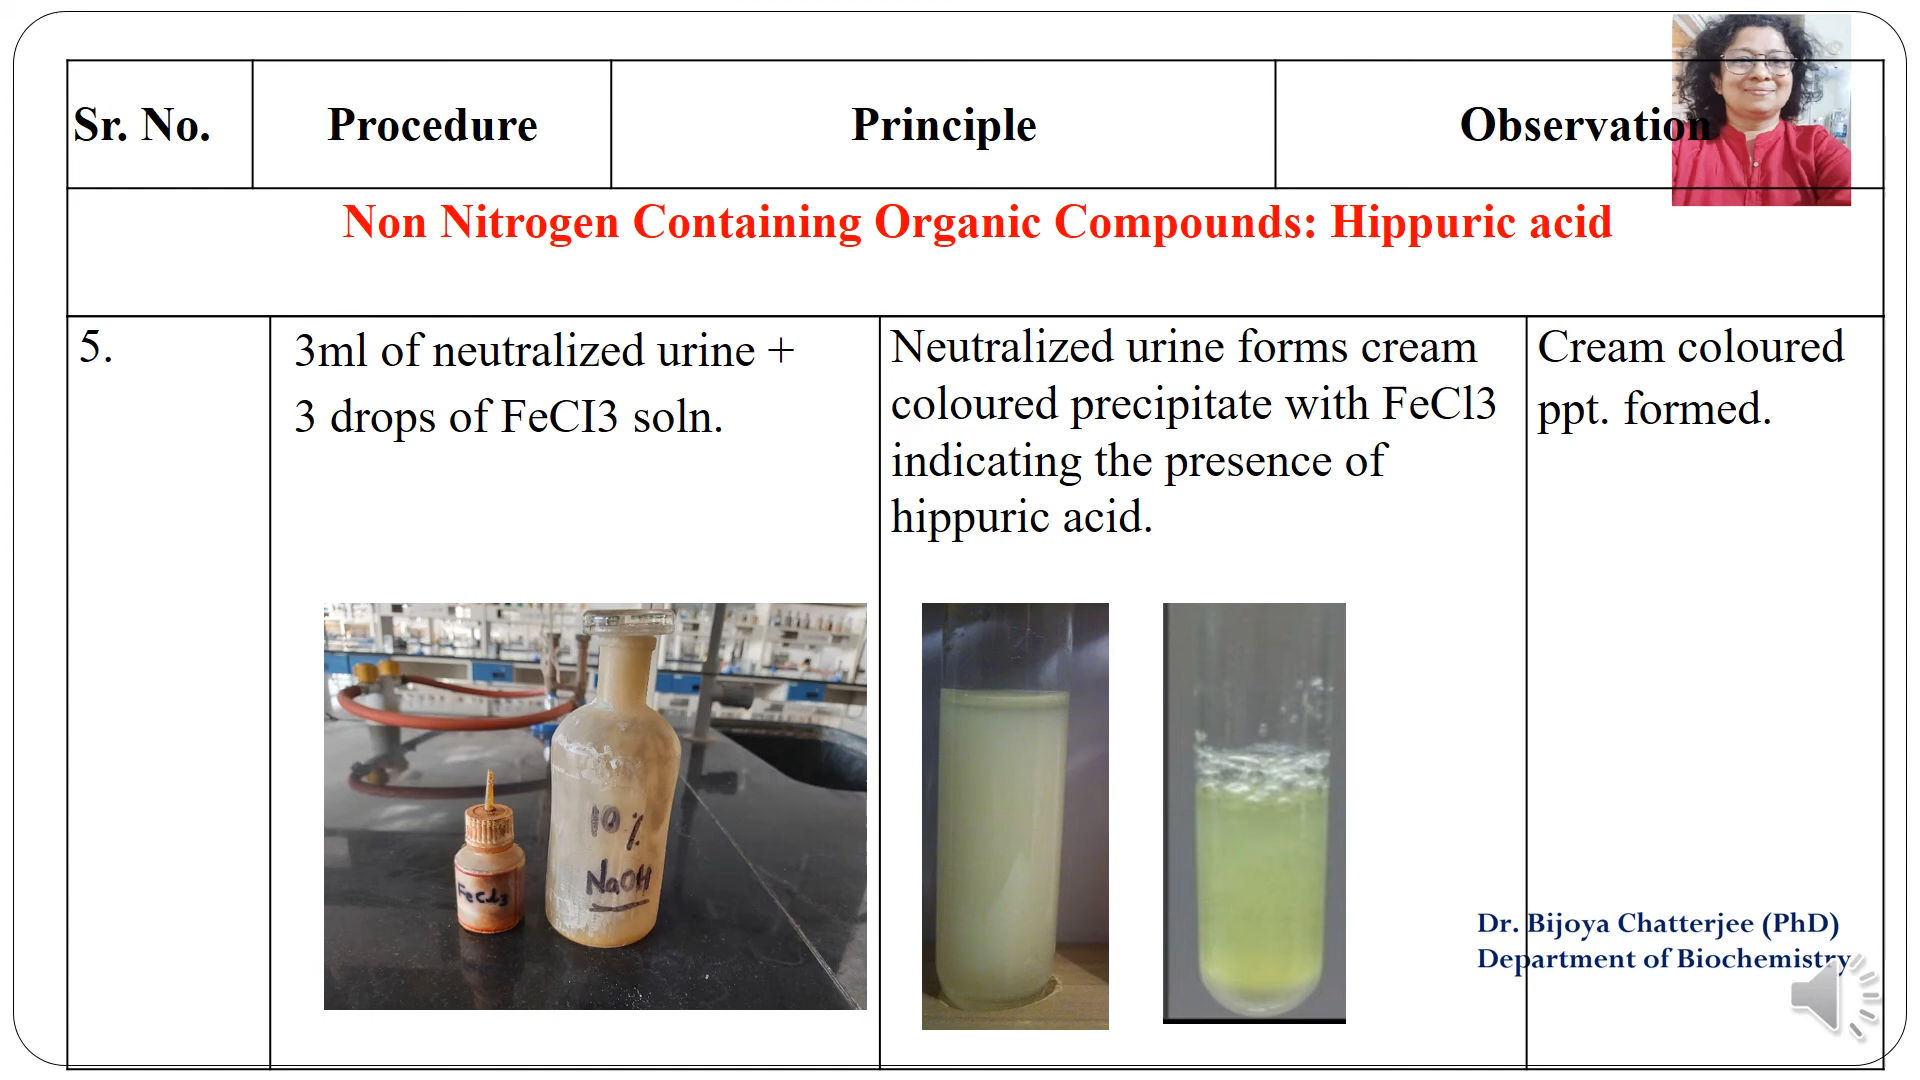 Sr. No.
Procedure
Principle
Observation
Non Nitrogen Containing Organic Compounds: Hippuric acid
5.
3ml of neutralized urine +
3 drops of FeCI3 soln.
Neutralized urine forms cream
coloured precipitate with FeCl3
indicating the presence of
hippuric acid.
Cream coloured
ppt. formed.
FeCl3
10%
NaOH
Dr. Bijoya Chatterjee (PhD)
Department of Biochemistry